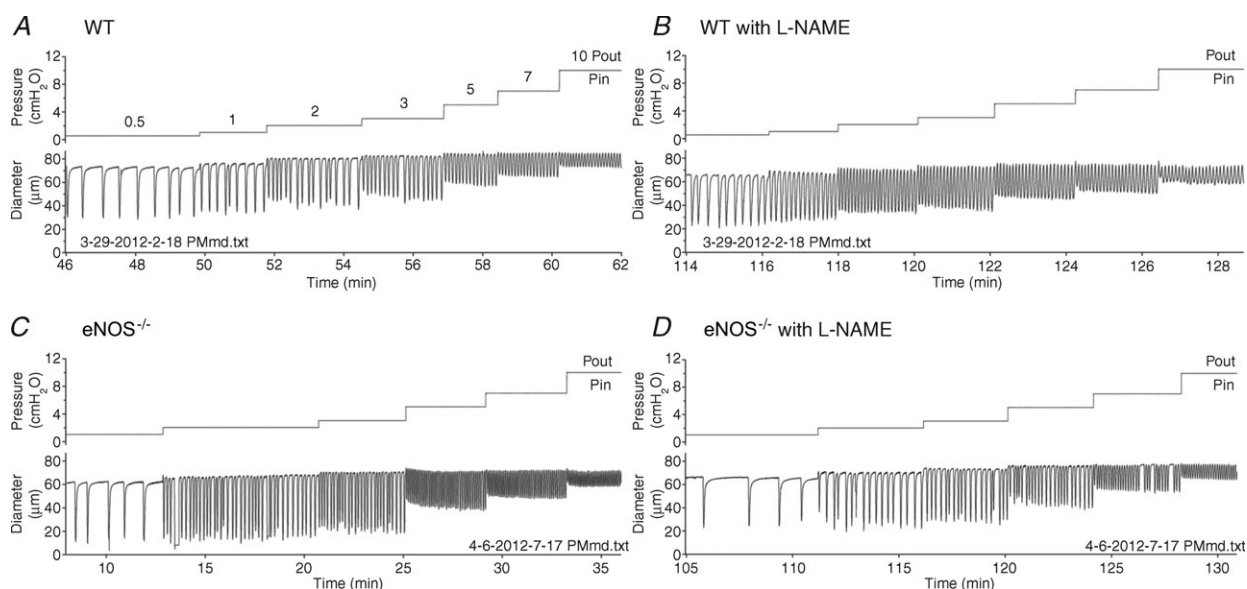 A WT
Pressure (cmH2O)
12
8
4
0
0.5
1
2
3
5
7
10 Pout
Pin
Diameter (µm)
80
60
40
20
0
3-29-2012-2-18 PMmd.txt
46 48 50 52 54 56 58 60 62
Time (min)
B WT with L-NAME
Pressure (cmH2O)
12
8
4
0
Pout
Pin
Diameter (µm)
80
60
40
20
0
3-29-2012-2-18 PMmd.txt
114 116 118 120 122 124 126 128
Time (min)
C eNOS-/-
Pressure (cmH2O)
12
8
4
0
Pout
Pin
Diameter (µm)
80
60
40
20
0
4-6-2012-7-17 PMmd.txt
10 15 20 25 30 35
Time (min)
D eNOS-/- with L-NAME
Pressure (cmH2O)
12
8
4
0
Pout
Pin
Diameter (µm)
80
60
40
20
0
4-6-2012-7-17 PMmd.txt
105 110 115 120 125 130
Time (min)